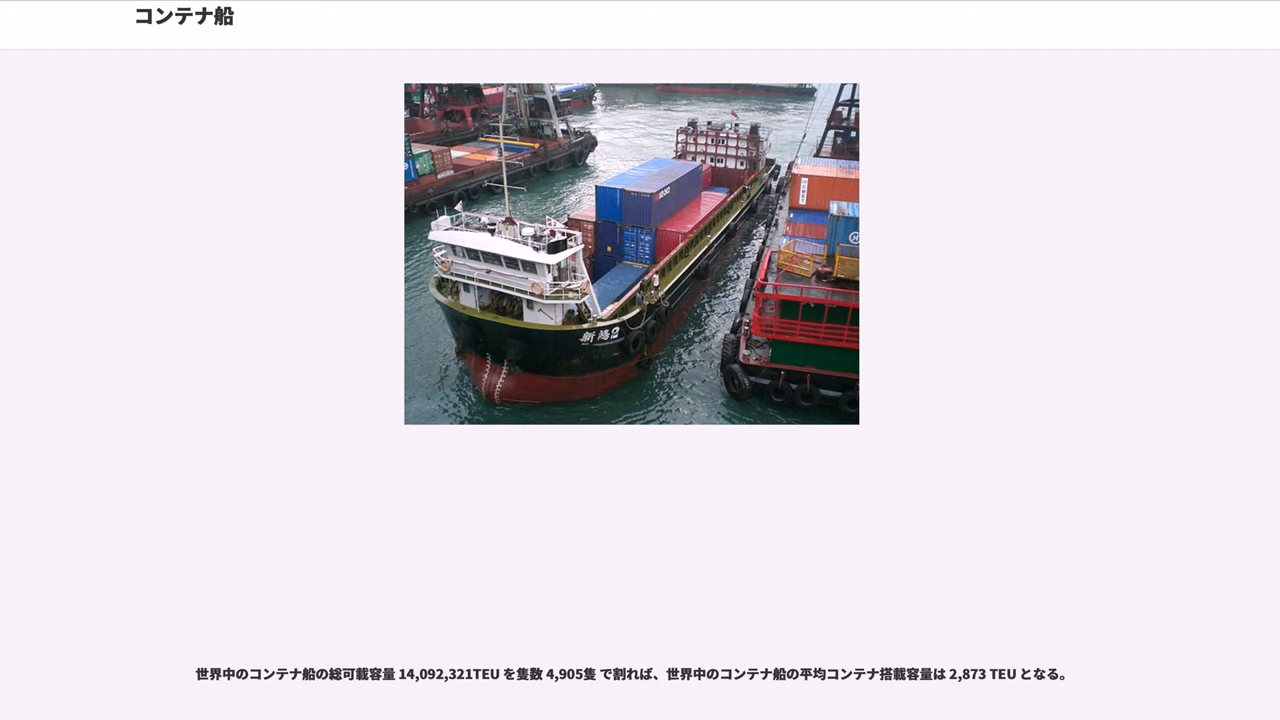 コンテナ船
新陽2
世界中のコンテナ船の総可載容量 14,092,321TEU を隻数 4,905隻 で割れば、世界中のコンテナ船の平均コンテナ搭載容量は 2,873 TEU となる。